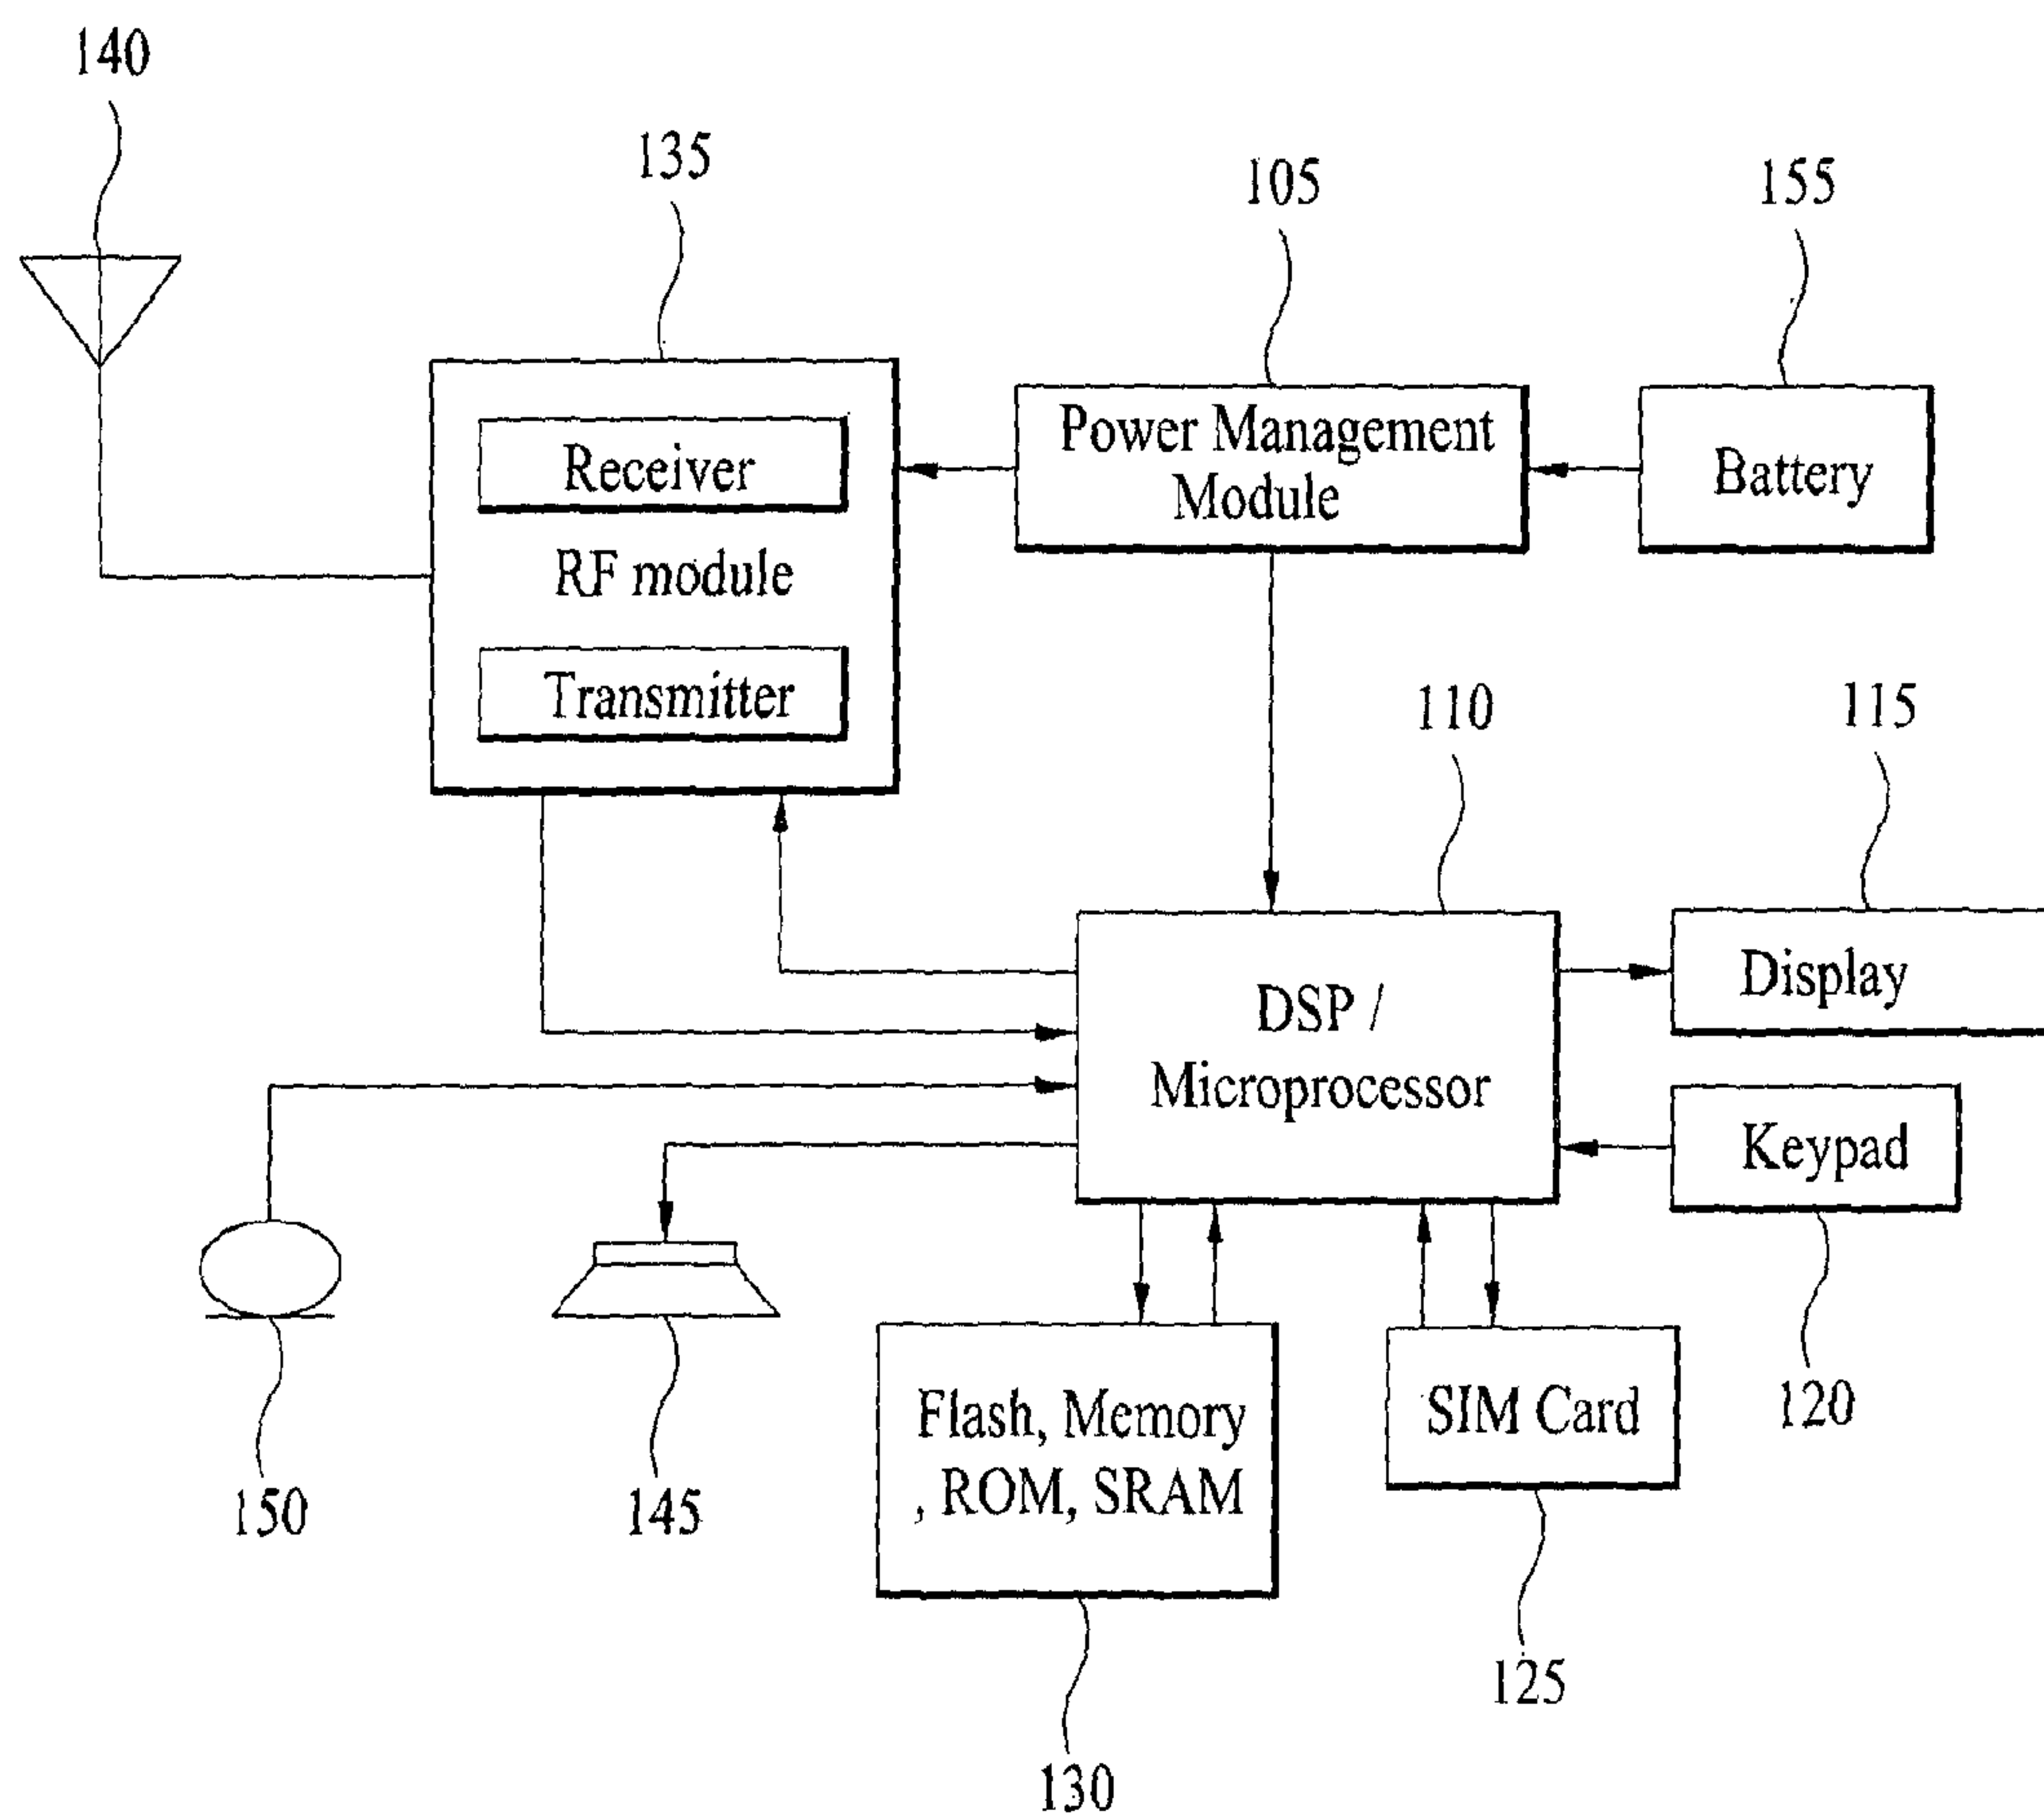 140
135
105
155
Power Management
Module
Battery
Receiver
RF module
Transmitter
110
115
DSP /
Microprocessor
Display
Keypad
120
Flash, Memory
, ROM, SRAM
SIM Card
150
145
125
130